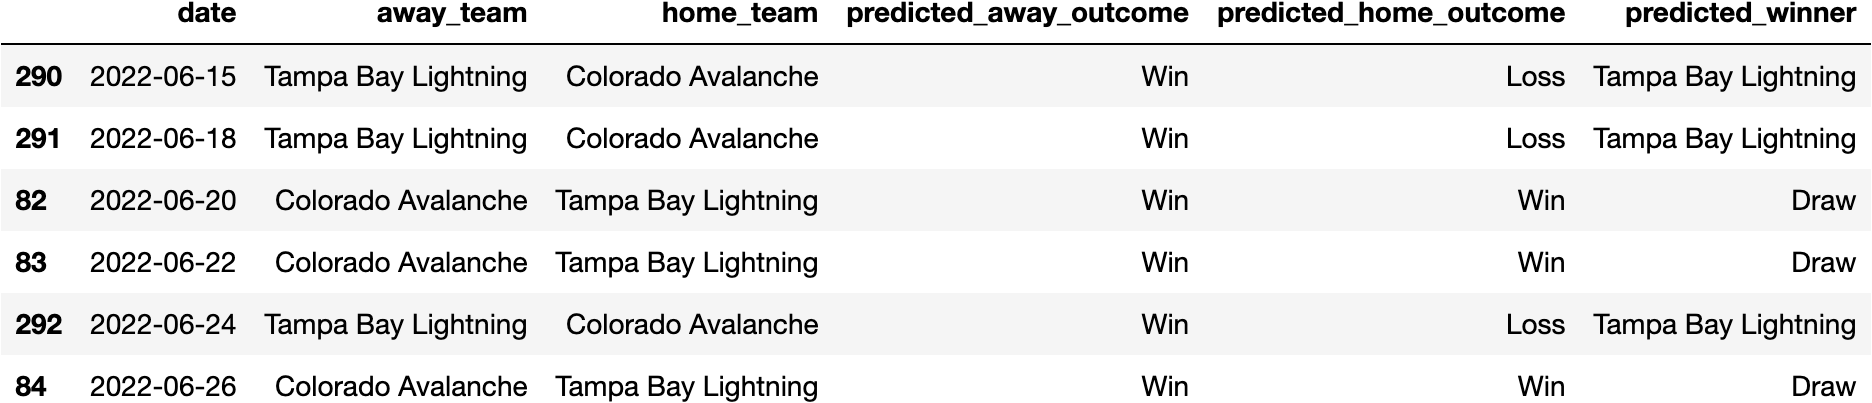 date away_team home_team predicted_away_outcome predicted_home_outcome predicted_winner
290 2022-06-15 Tampa Bay Lightning Colorado Avalanche Win Loss Tampa Bay Lightning
291 2022-06-18 Tampa Bay Lightning Colorado Avalanche Win Loss Tampa Bay Lightning
82 2022-06-20 Colorado Avalanche Tampa Bay Lightning Win Win Draw
83 2022-06-22 Colorado Avalanche Tampa Bay Lightning Win Win Draw
292 2022-06-24 Tampa Bay Lightning Colorado Avalanche Win Loss Tampa Bay Lightning
84 2022-06-26 Colorado Avalanche Tampa Bay Lightning Win Win Draw